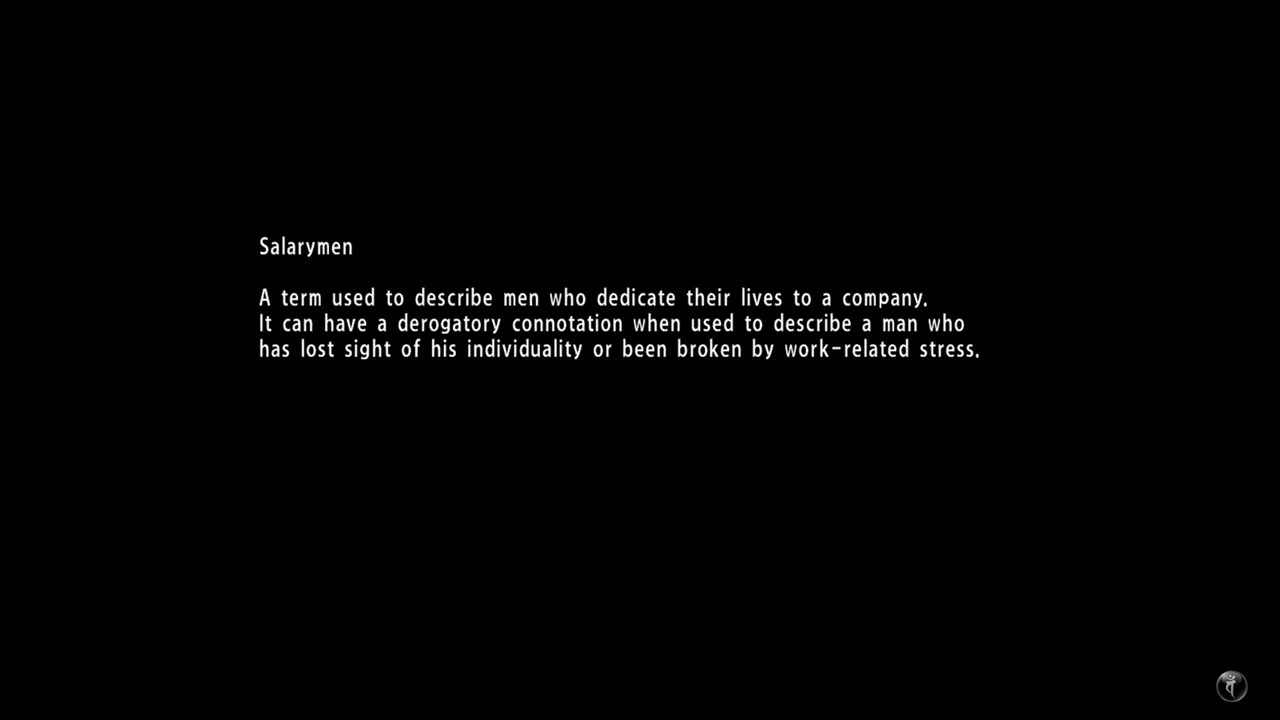 Salarymen
A term used to describe men who dedicate their lives to a company.
It can have a derogatory connotation when used to describe a man who
has lost sight of his individuality or been broken by work-related stress.